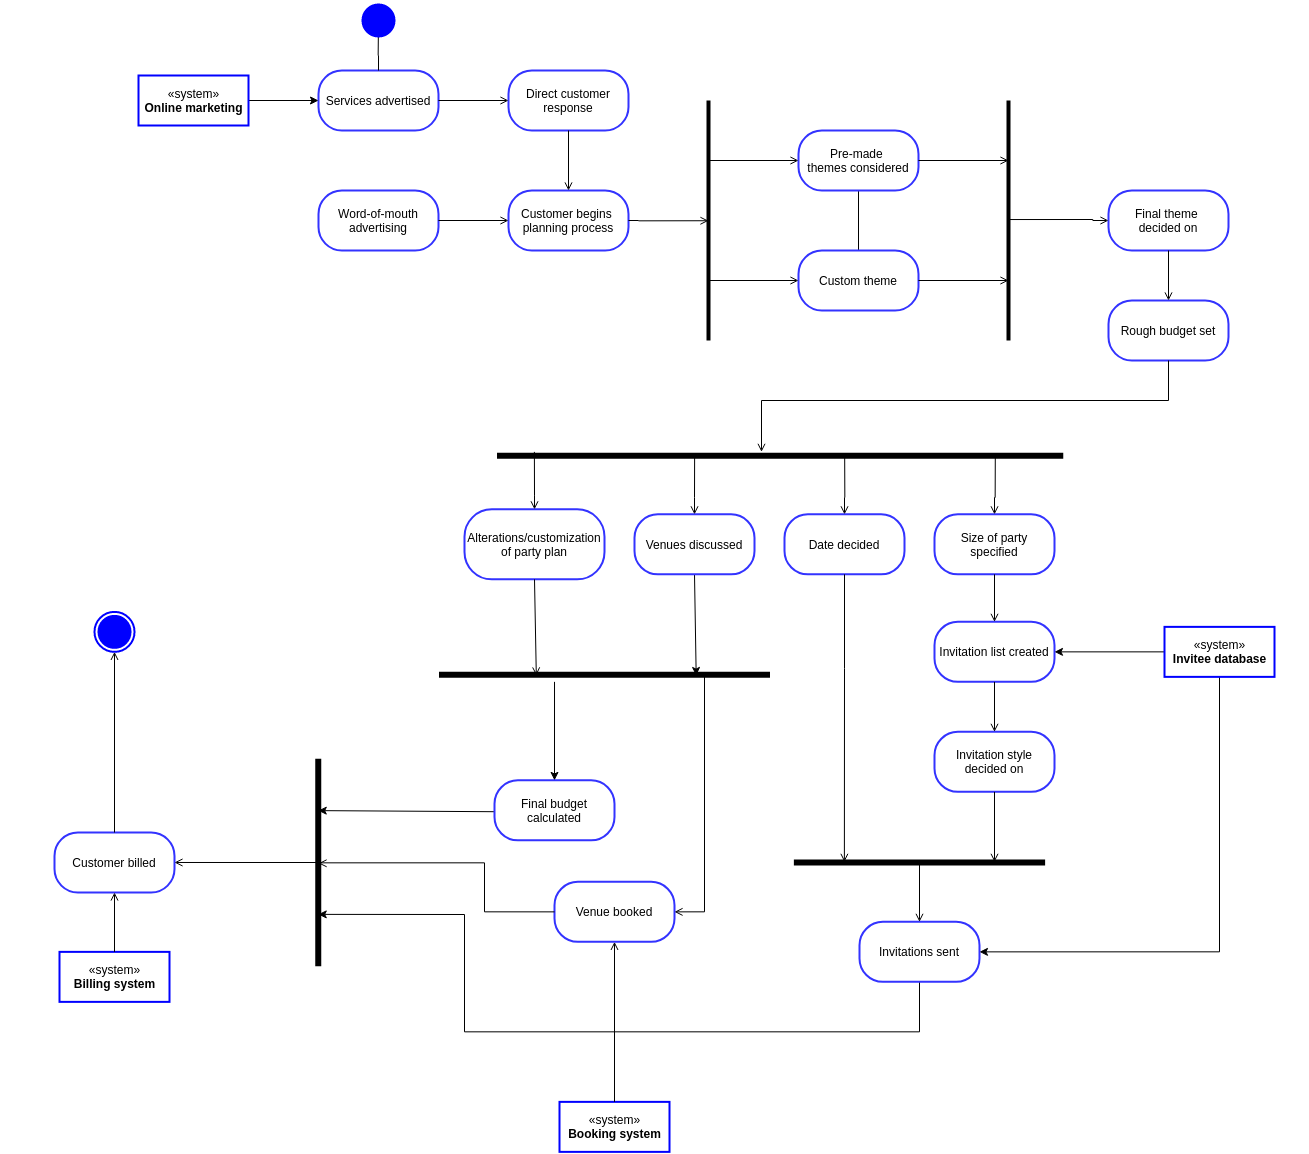 «system»
Online marketing
Services advertised
Direct customer
response
Word-of-mouth
advertising
Customer begins
planning process
Pre-made
themes considered
Custom theme
Final theme
decided on
Rough budget set
Alterations/customization
of party plan
Venues discussed
Date decided
Size of party
specified
Invitation list created
«system»
Invitee database
Invitation style
decided on
Final budget
calculated
Customer billed
Venue booked
Invitations sent
«system»
Billing system
«system»
Booking system